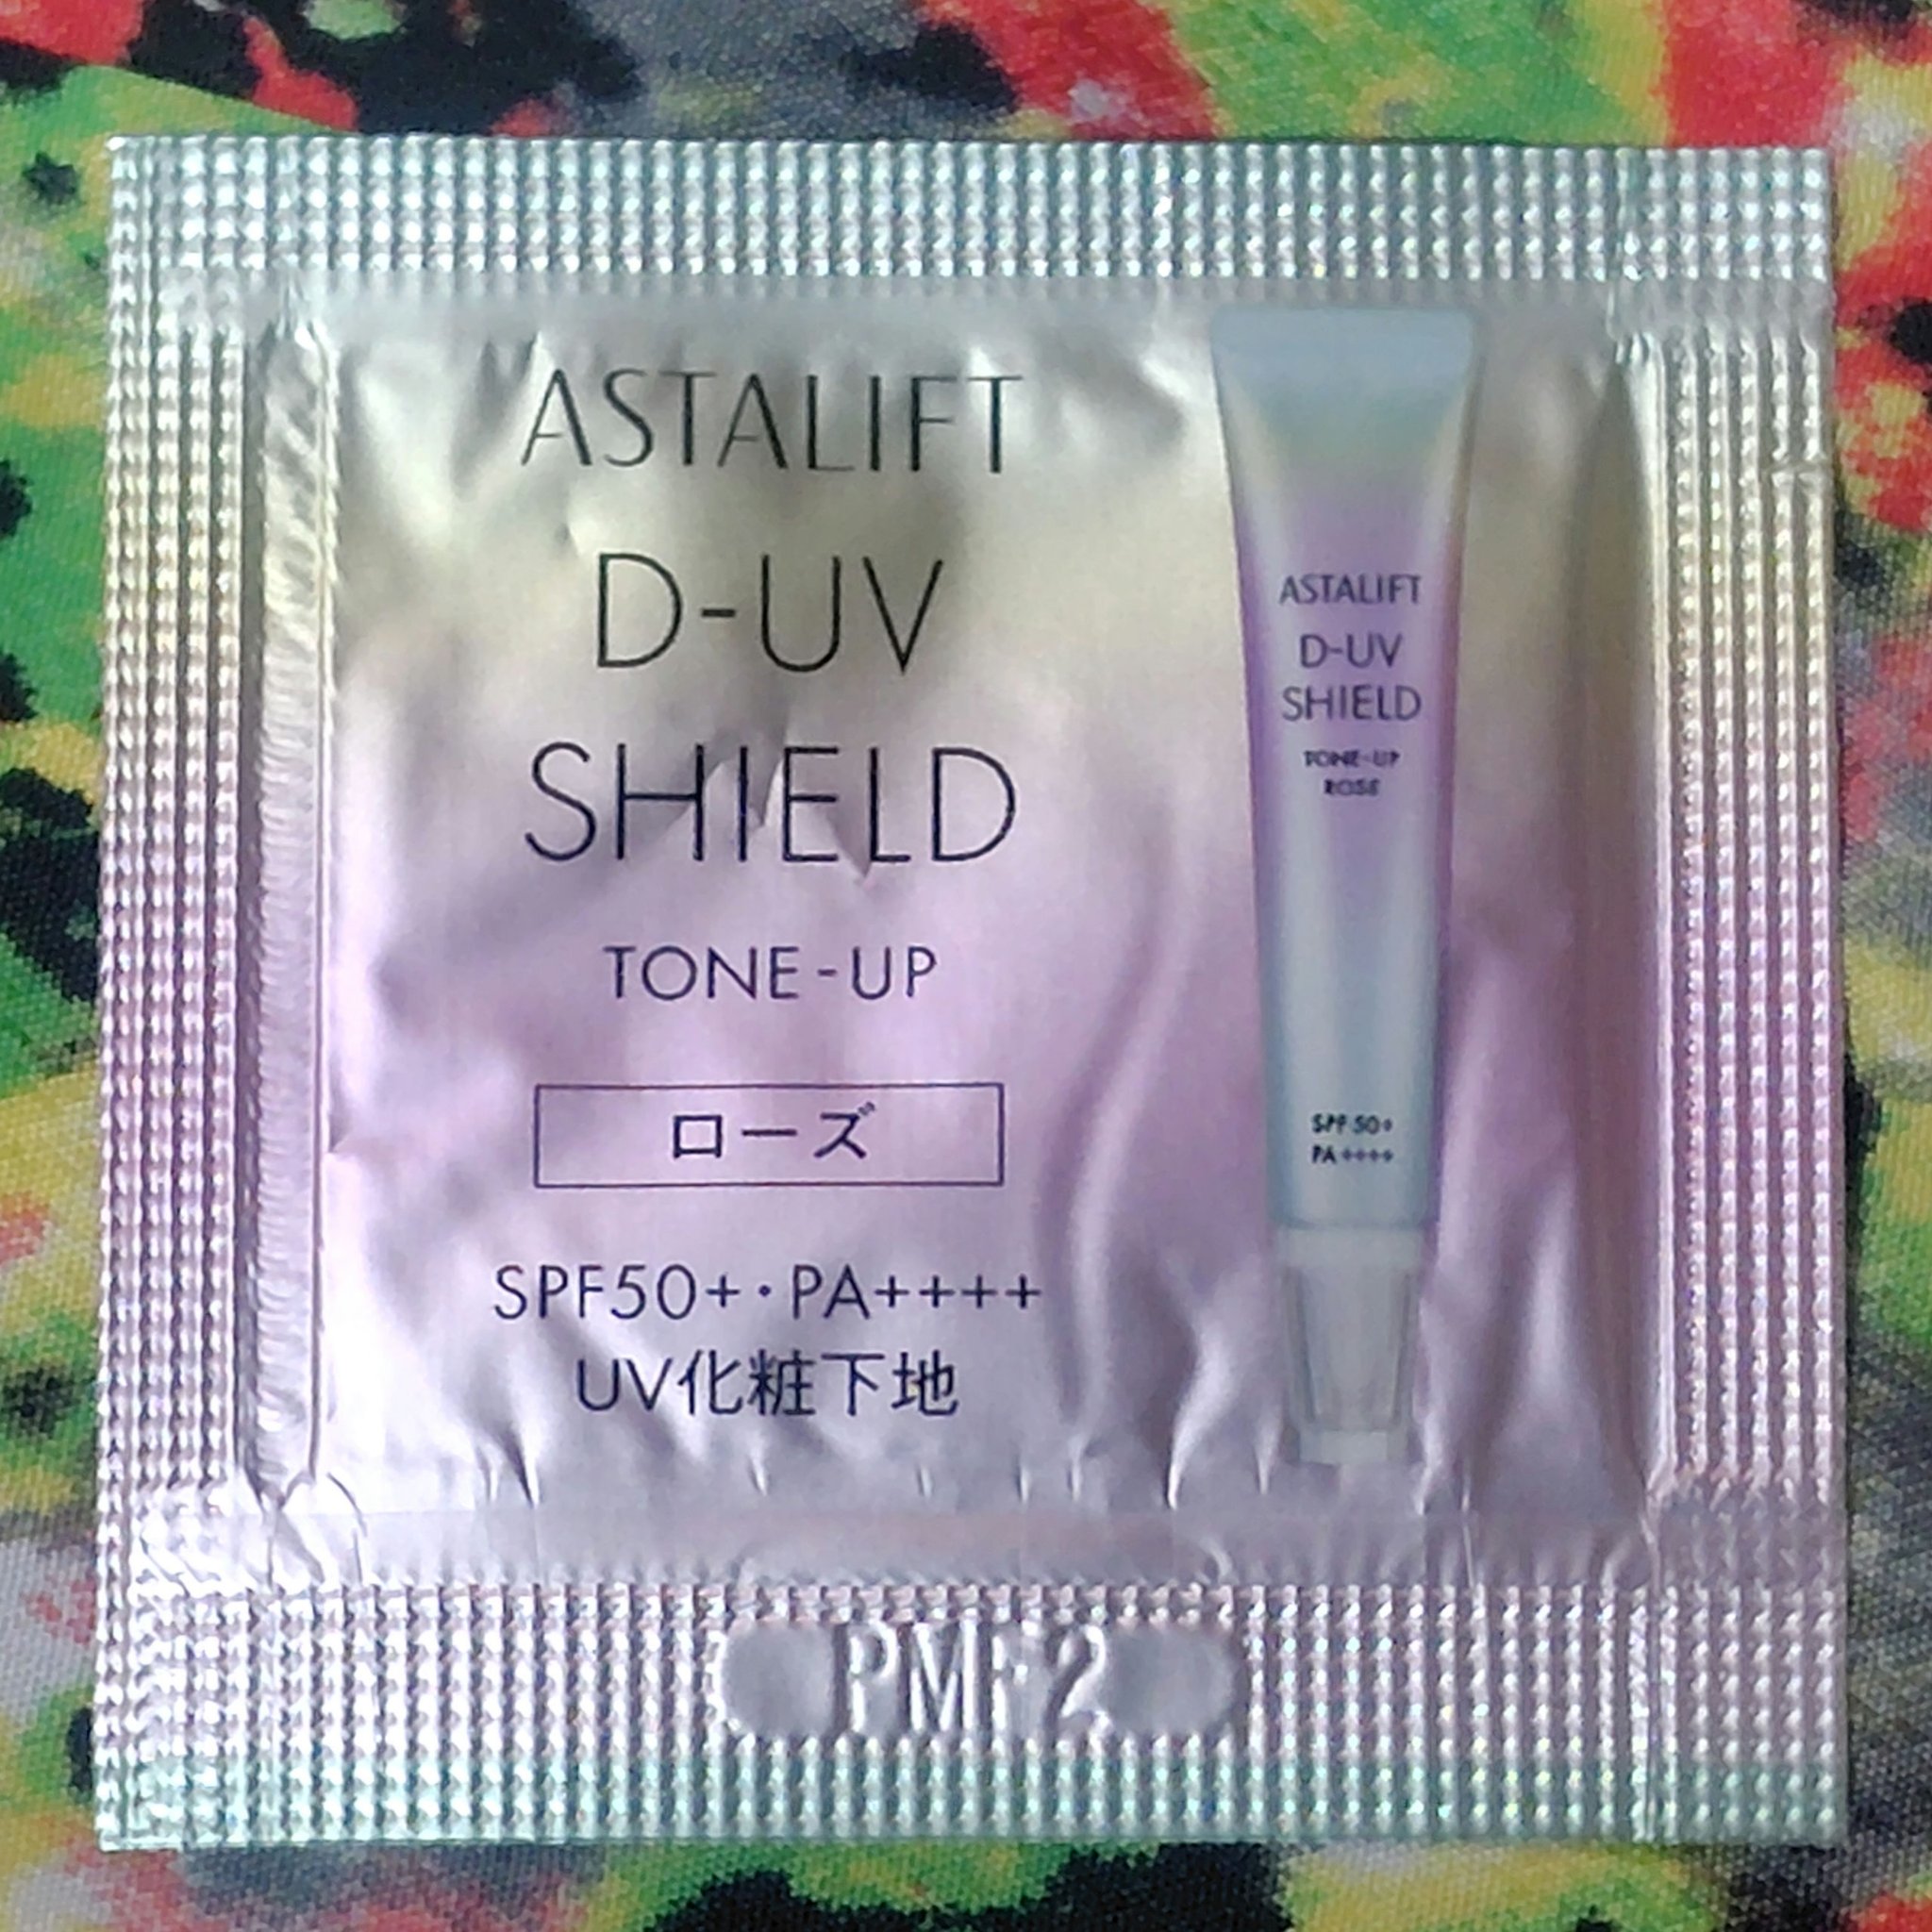 ASTALIFT
D-UV
SHIELD
TONE-UP
ローズ
SPF50+・PA++++
UV化粧下地
ASTALIFT
D-UV
SHIELD
TONE-UP
ROSE
SPF 50+
PA++++